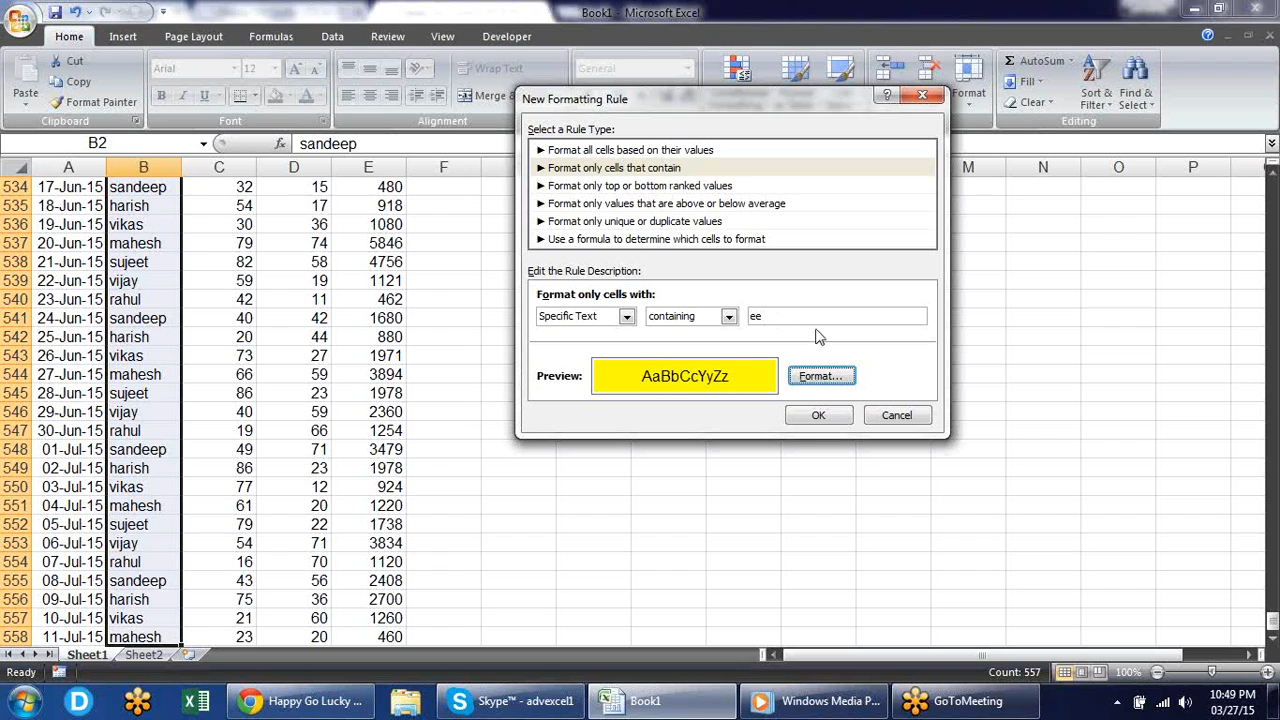 Book1 - Microsoft Excel
Home Insert Page Layout Formulas Data Review View Developer
Cut
Copy
Format Painter
Paste
Clipboard
Arial 12
B I U
Font
Wrap Text
Merge
Alignment
General
Format
AutoSum
Fill
Clear
Sort & Filter
Find & Select
Editing
B2 fx sandeep
A B C D E F M N O P
534 17-Jun-15 sandeep 32 15 480
535 18-Jun-15 harish 54 17 918
536 19-Jun-15 vikas 30 36 1080
537 20-Jun-15 mahesh 79 74 5846
538 21-Jun-15 sujeet 82 58 4756
539 22-Jun-15 vijay 59 19 1121
540 23-Jun-15 rahul 42 11 462
541 24-Jun-15 sandeep 40 42 1680
542 25-Jun-15 harish 20 44 880
543 26-Jun-15 vikas 73 27 1971
544 27-Jun-15 mahesh 66 59 3894
545 28-Jun-15 sujeet 86 23 1978
546 29-Jun-15 vijay 40 59 2360
547 30-Jun-15 rahul 19 66 1254
548 01-Jul-15 sandeep 49 71 3479
549 02-Jul-15 harish 86 23 1978
550 03-Jul-15 vikas 77 12 924
551 04-Jul-15 mahesh 61 20 1220
552 05-Jul-15 sujeet 79 22 1738
553 06-Jul-15 vijay 54 71 3834
554 07-Jul-15 rahul 16 70 1120
555 08-Jul-15 sandeep 43 56 2408
556 09-Jul-15 harish 75 36 2700
557 10-Jul-15 vikas 21 60 1260
558 11-Jul-15 mahesh 23 20 460
New Formatting Rule
Select a Rule Type:
► Format all cells based on their values
► Format only cells that contain
► Format only top or bottom ranked values
► Format only values that are above or below average
► Format only unique or duplicate values
► Use a formula to determine which cells to format
Edit the Rule Description:
Format only cells with:
Specific Text containing ee
Preview: AaBbCcYyZz Format...
OK Cancel
Sheet1 Sheet2
Ready Count: 557 100%
Happy Go Lucky ... Skype™ - advexcel1 Book1 Windows Media P... GoToMeeting
10:49 PM
03/27/15